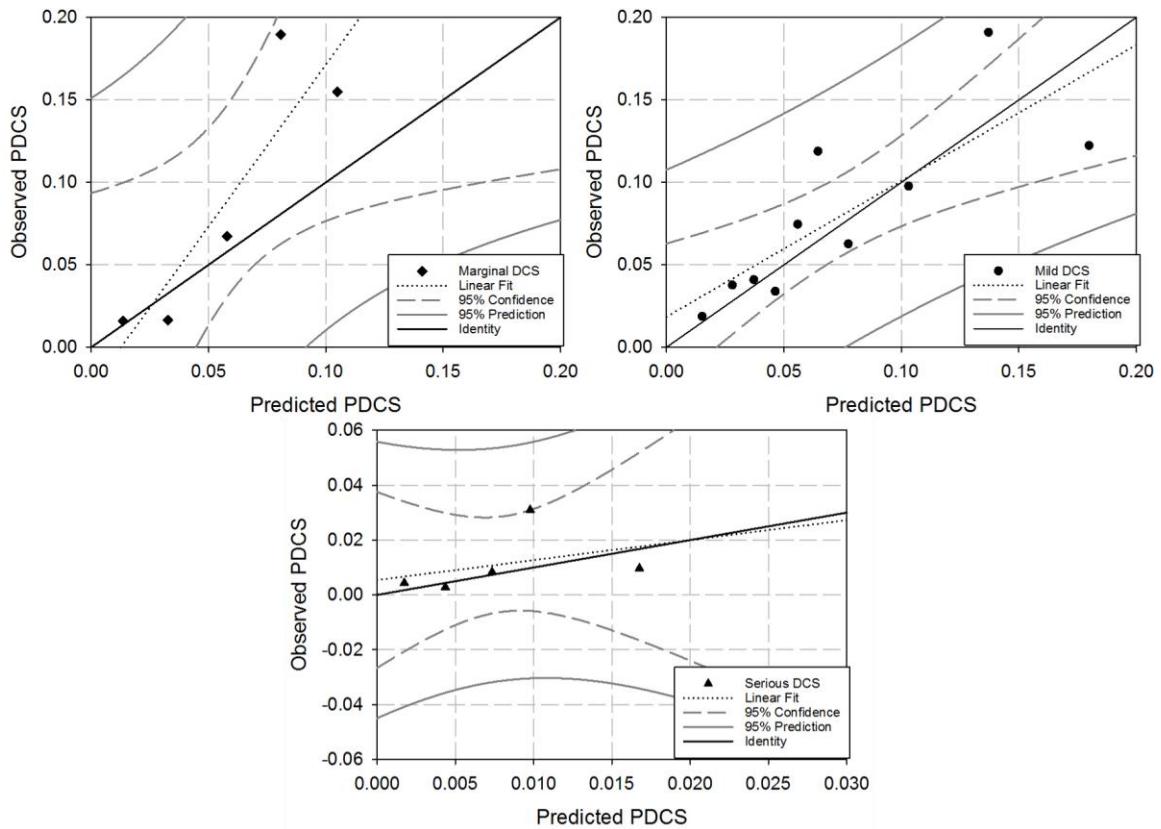 0.20
0.15
0.10
0.05
0.00
Observed PDCS
Marginal DCS
Linear Fit
95% Confidence
95% Prediction
Identity
0.00 0.05 0.10 0.15 0.20
Predicted PDCS
0.20
0.15
0.10
0.05
0.00
Observed PDCS
Mild DCS
Linear Fit
95% Confidence
95% Prediction
Identity
0.00 0.05 0.10 0.15 0.20
Predicted PDCS
0.06
0.04
0.02
0.00
-0.02
-0.04
-0.06
Observed PDCS
Serious DCS
Linear Fit
95% Confidence
95% Prediction
Identity
0.000 0.005 0.010 0.015 0.020 0.025 0.030
Predicted PDCS